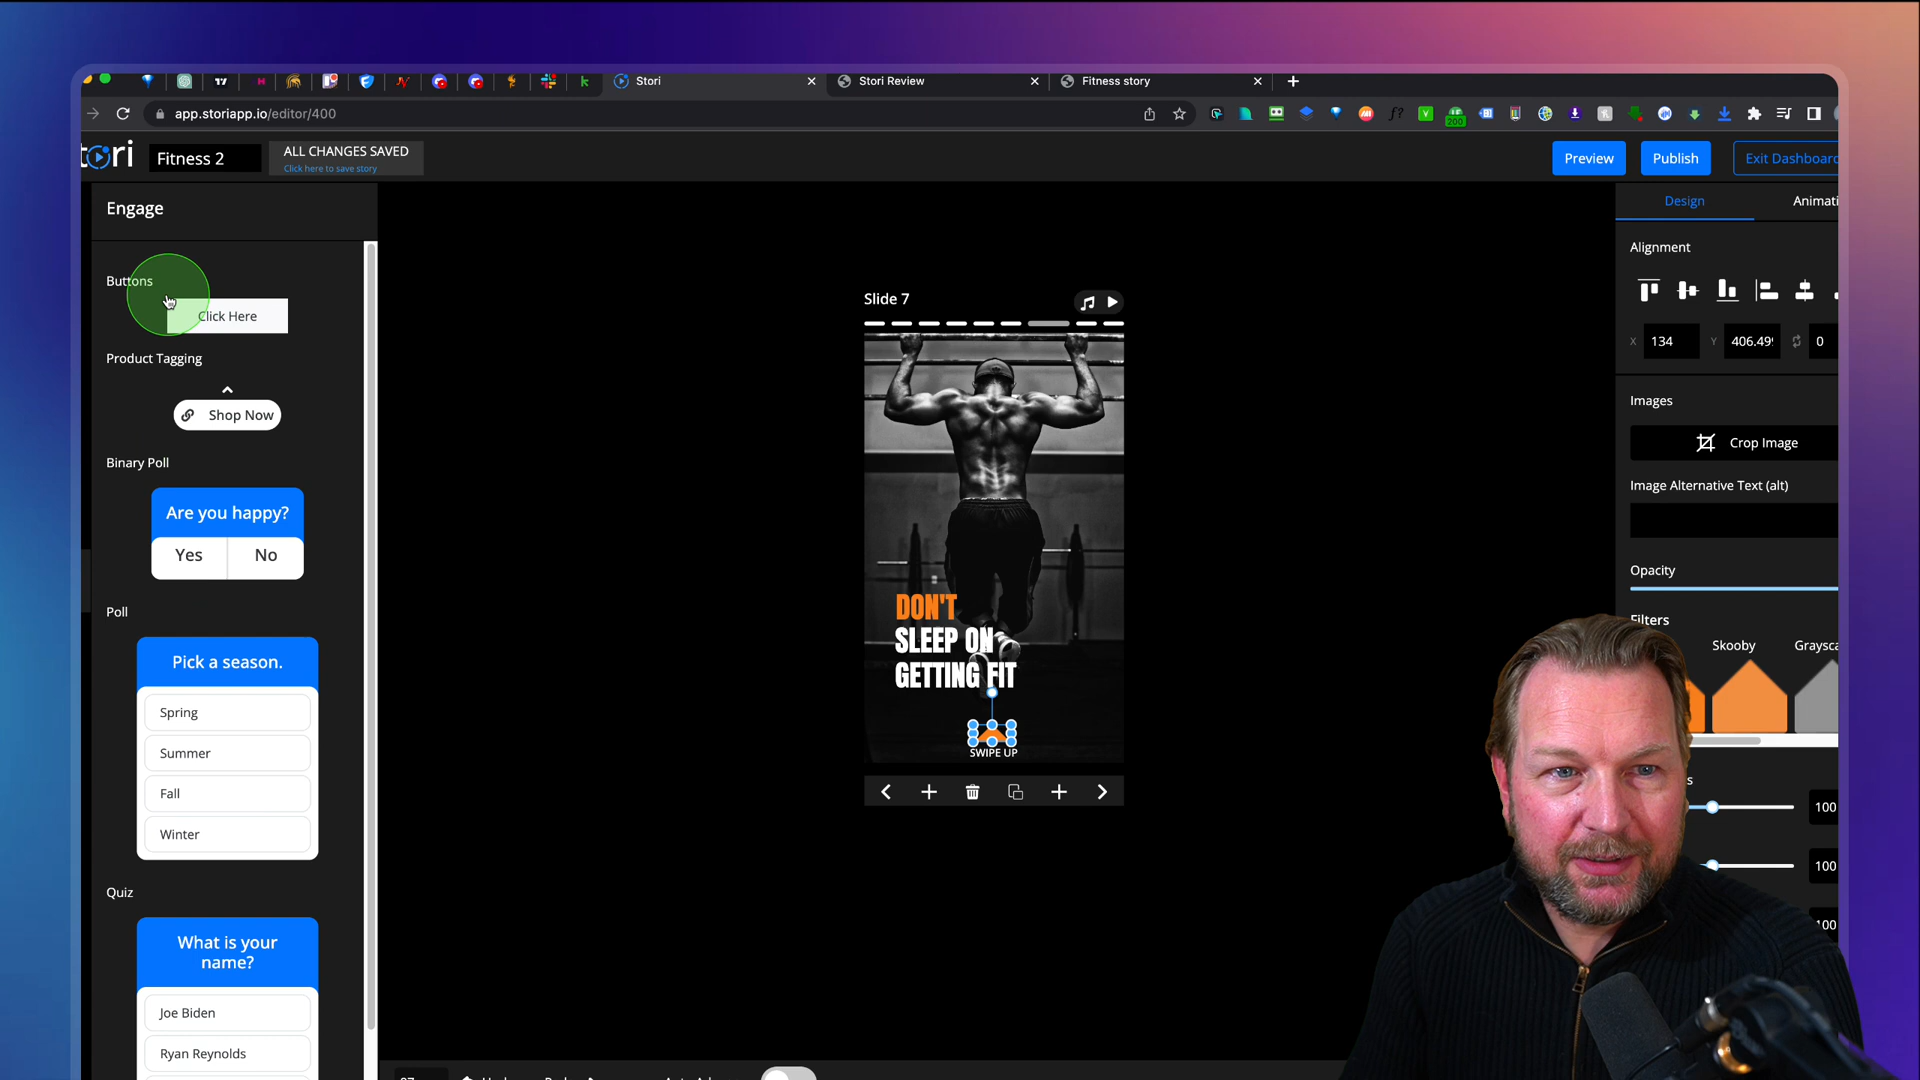 Stori
Stori Review
Fitness story
app.storiapp.io/editor/400
200
Fitness 2
ALL CHANGES SAVED
Click here to save story
Preview
Publish
Exit Dashboard
Engage
Buttons
Click Here
Product Tagging
Shop Now
Binary Poll
Are you happy?
Yes
No
Poll
Pick a season.
Spring
Summer
Fall
Winter
Quiz
What is your
name?
Joe Biden
Ryan Reynolds
Slide 7
DON'T
SLEEP ON
GETTING FIT
SWIPE UP
Design
Animati
Alignment
X 134 Y 406.49 0
Images
Crop Image
Image Alternative Text (alt)
Opacity
Filters
Skooby
Graysca
100
100
100